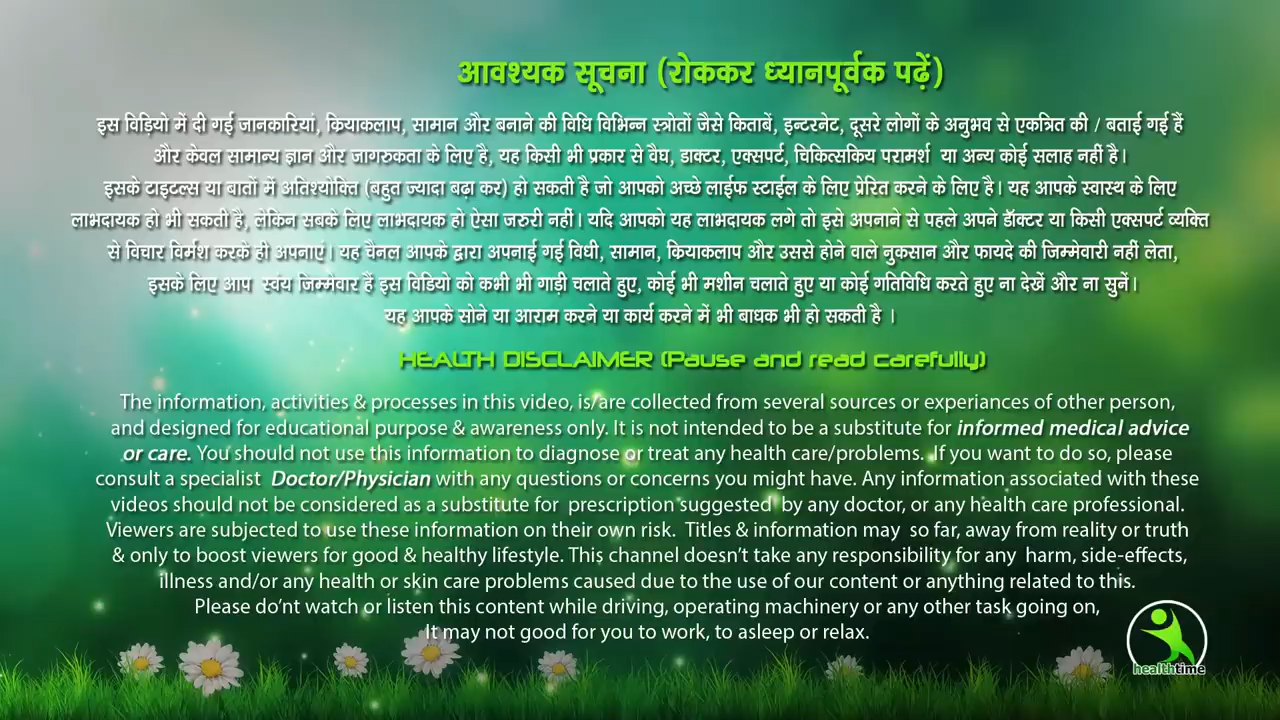 आवश्यक सूचना (रोककर ध्यानपूर्वक पढ़ें)
इस विड़ियो में दी गई जानकारियां, क्रियाकलाप, सामान और बनाने की विधि विभिन्न स्त्रोतों जैसे किताबें, इन्टरनेट, दूसरे लोगों के अनुभव से एकत्रित की / बताई गई हैं
और केवल सामान्य ज्ञान और जागरुकता के लिए है, यह किसी भी प्रकार से वैघ, डाक्टर, एक्सपर्ट, चिकित्सकिय परामर्श या अन्य कोई सलाह नहीं है।
इसके टाइटल्स या बातों में अतिश्योक्ति (बहुत ज्यादा बढ़ा कर) हो सकती है जो आपको अच्छे लाईफ स्टाईल के लिए प्रेरित करने के लिए है। यह आपके स्वास्थ के लिए
लाभदायक हो भी सकती है, लेकिन सबके लिए लाभदायक हो ऐसा जरुरी नहीं। यदि आपको यह लाभदायक लगे तो इसे अपनाने से पहले अपने डॉक्टर या किसी एक्सपर्ट व्यक्ति
से विचार विर्मश करके ही अपनाएं। यह चैनल आपके द्वारा अपनाई गई विधी, सामान, क्रियाकलाप और उससे होने वाले नुकसान और फायदे की जिम्मेवारी नहीं लेता,
इसके लिए आप स्वंय जिम्मेवार हैं इस विडियो को कभी भी गाड़ी चलाते हुए, कोई भी मशीन चलाते हुए या कोई गतिविधि करते हुए ना देखें और ना सुनें।
यह आपके सोने या आराम करने या कार्य करने में भी बाधक भी हो सकती है ।
HEALTH DISCLAIMER (Pause and read carefully)
The information, activities & processes in this video, is/are collected from several sources or experiances of other person,
and designed for educational purpose & awareness only. It is not intended to be a substitute for informed medical advice
or care. You should not use this information to diagnose or treat any health care/problems. If you want to do so, please
consult a specialist Doctor/Physician with any questions or concerns you might have. Any information associated with these
videos should not be considered as a substitute for prescription suggested by any doctor, or any health care professional.
Viewers are subjected to use these information on their own risk. Titles & information may so far, away from reality or truth
& only to boost viewers for good & healthy lifestyle. This channel doesn't take any responsibility for any harm, side-effects,
illness and/or any health or skin care problems caused due to the use of our content or anything related to this.
Please do'nt watch or listen this content while driving, operating machinery or any other task going on,
It may not good for you to work, to asleep or relax.
healthtime